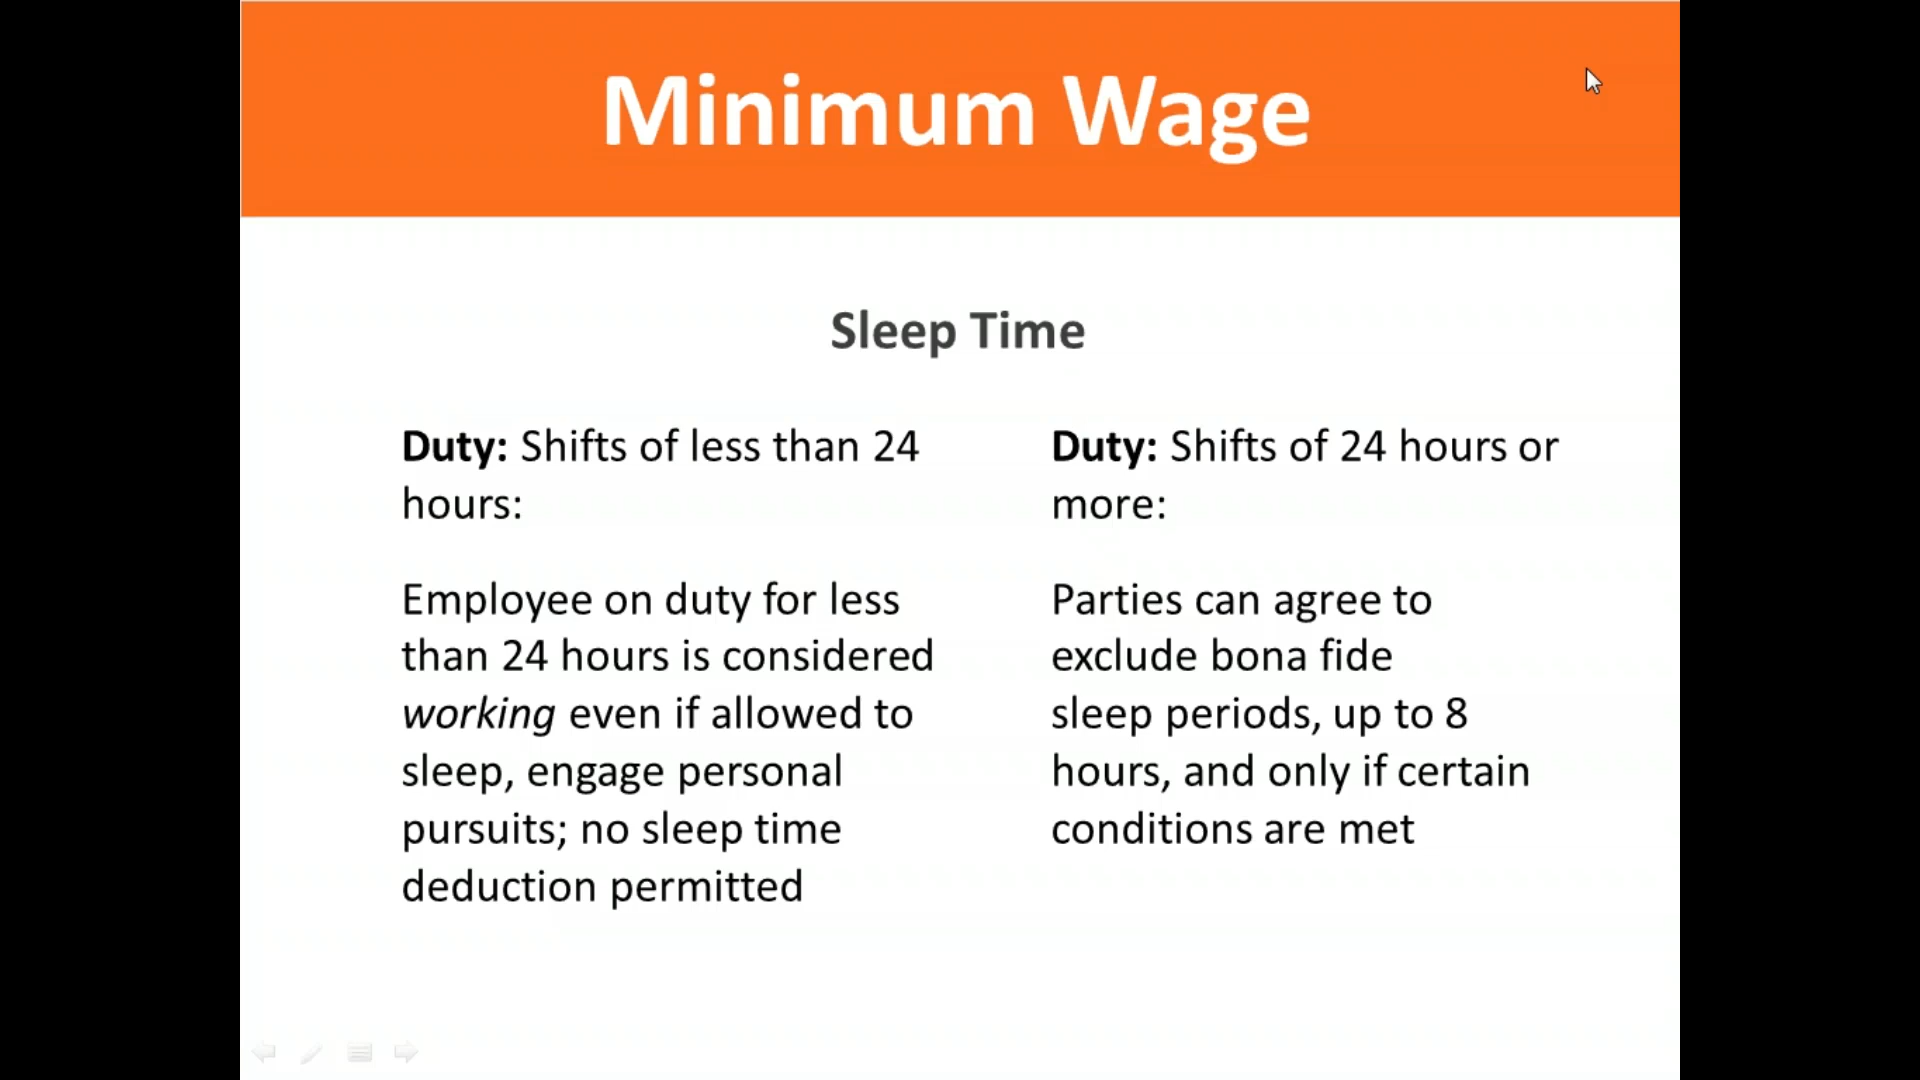 Minimum Wage
Sleep Time
Duty: Shifts of less than 24
hours:
Employee on duty for less
than 24 hours is considered
working even if allowed to
sleep, engage personal
pursuits; no sleep time
deduction permitted
Duty: Shifts of 24 hours or
more:
Parties can agree to
exclude bona fide
sleep periods, up to 8
hours, and only if certain
conditions are met